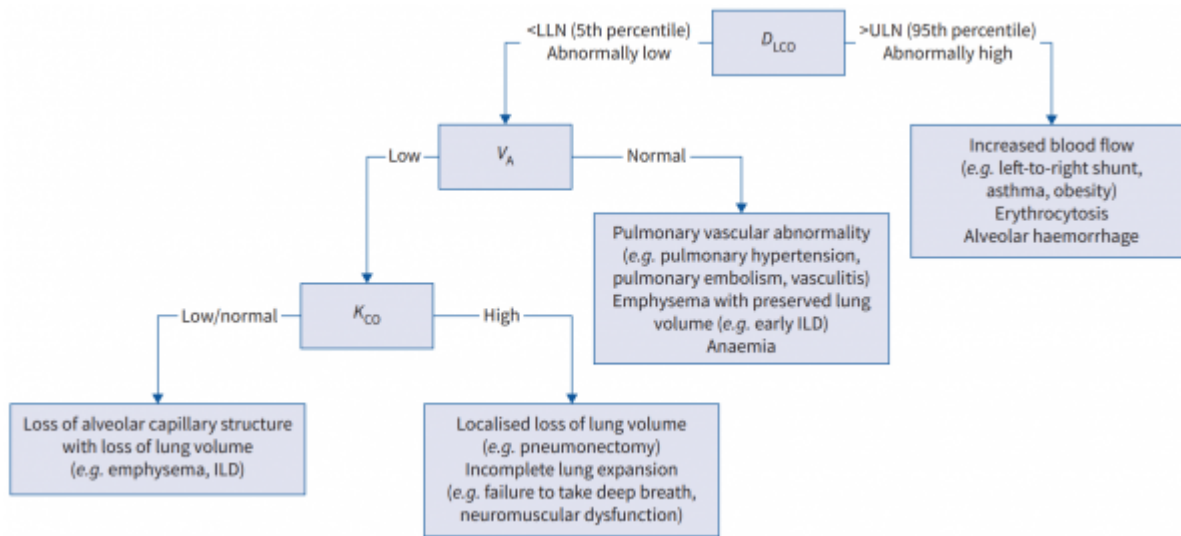 <LLN (5th percentile)
Abnormally low
D_LCO
>ULN (95th percentile)
Abnormally high
Low
V_A
Normal
Increased blood flow
(e.g. left-to-right shunt,
asthma, obesity)
Erythrocytosis
Alveolar haemorrhage
Pulmonary vascular abnormality
(e.g. pulmonary hypertension,
pulmonary embolism, vasculitis)
Emphysema with preserved lung
volume (e.g. early ILD)
Anaemia
Low/normal
K_CO
High
Loss of alveolar capillary structure
with loss of lung volume
(e.g. emphysema, ILD)
Localised loss of lung volume
(e.g. pneumonectomy)
Incomplete lung expansion
(e.g. failure to take deep breath,
neuromuscular dysfunction)